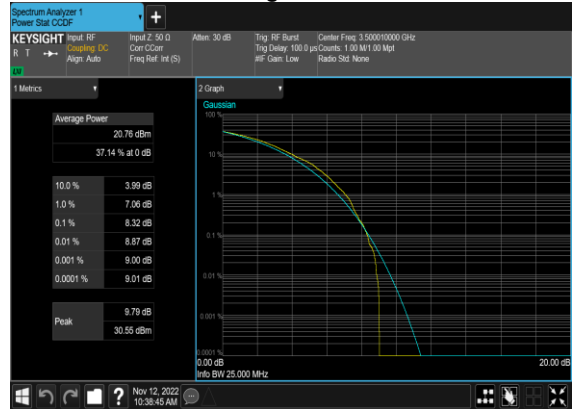 Spectrum Analyzer 1
Power Stat CCDF
KEYSIGHT
R T
LXI
Input: RF
Coupling: DC
Align: Auto
Input Z: 50 Ω
Corr CCorr
Freq Ref: Int (S)
Atten: 30 dB
Trig: RF Burst
Trig Delay: 100.0 µs
#IF Gain: Low
Center Freq: 3.500010000 GHz
Counts: 1.00 M/1.00 Mpt
Radio Std: None
1 Metrics
Average Power
20.76 dBm
37.14 % at 0 dB
10.0 % 3.99 dB
1.0 % 7.06 dB
0.1 % 8.32 dB
0.01 % 8.87 dB
0.001 % 9.00 dB
0.0001 % 9.01 dB
Peak
9.79 dB
30.55 dBm
2 Graph
Gaussian
100 %
10 %
1 %
0.1 %
0.01 %
0.001 %
0.0001 %
0.00 dB
20.00 dB
Info BW 25.000 MHz
?
Nov 12, 2022
10:38:45 AM